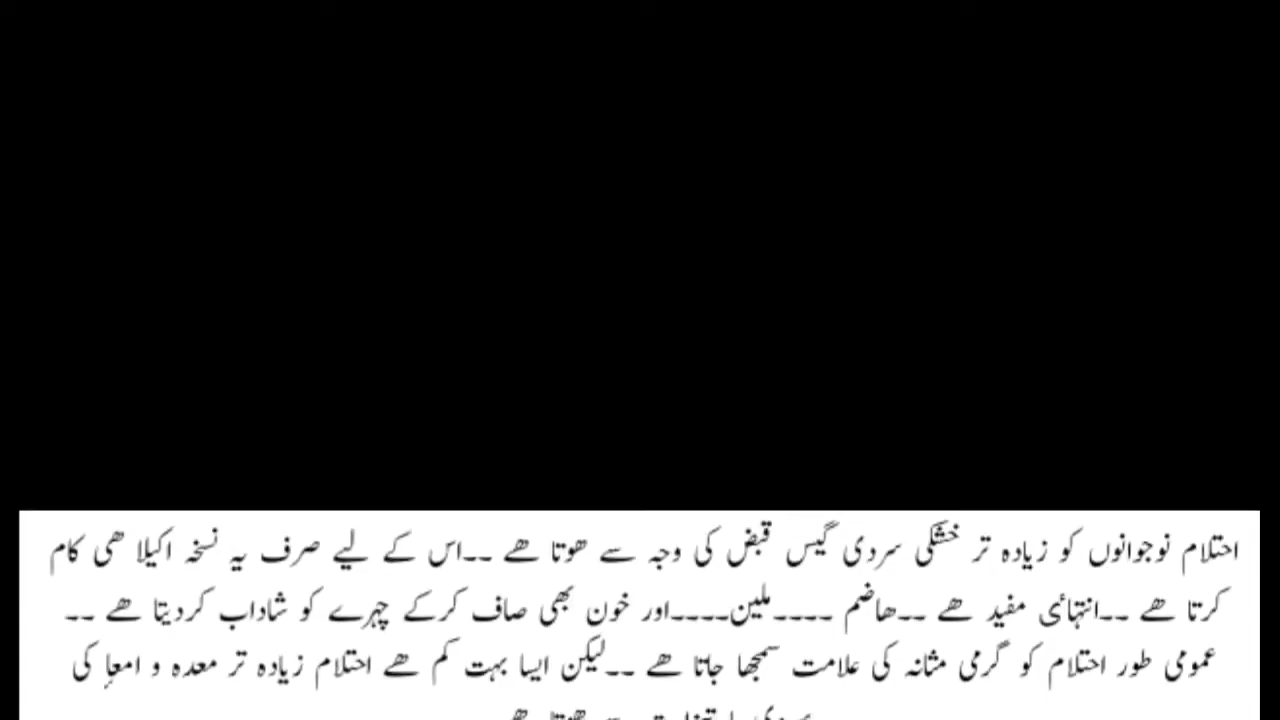 احتلام نوجوانوں کو زیادہ تر خشکی سردی گیس قبض کی وجہ سے ھوتا ھے ..اس کے لیے صرف یہ نسخہ اکیلا ھی کام
کرتا ھے ..انتہائی مفید ھے ..ھاضم ....ملین....اور خون بھی صاف کرکے چہرے کو شاداب کردیتا ھے ..
عمومی طور احتلام کو گرمی مثانہ کی علامت سمجھا جاتا ھے ..لیکن ایسا بہت کم ھے احتلام زیادہ تر معدہ و امعإ کی